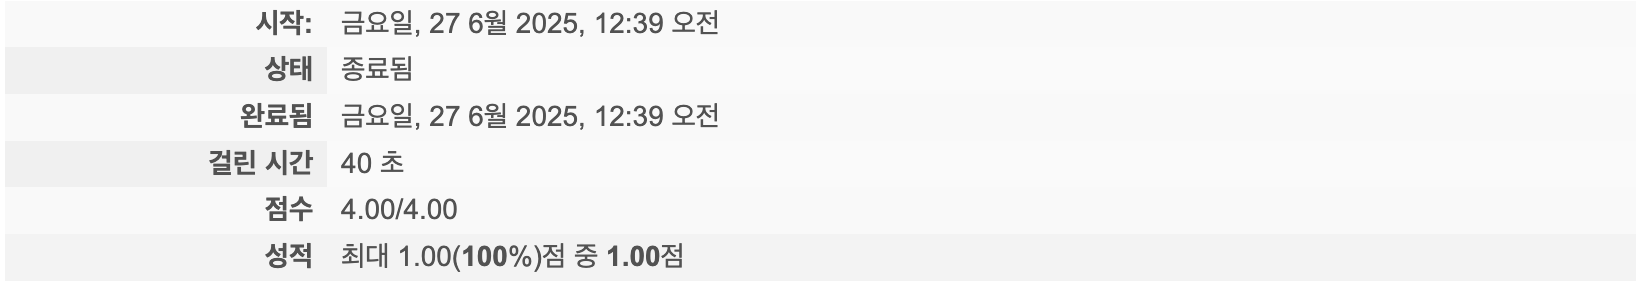 시작: 금요일, 27 6월 2025, 12:39 오전
상태 종료됨
완료됨 금요일, 27 6월 2025, 12:39 오전
걸린 시간 40 초
점수 4.00/4.00
성적 최대 1.00(100%)점 중 1.00점